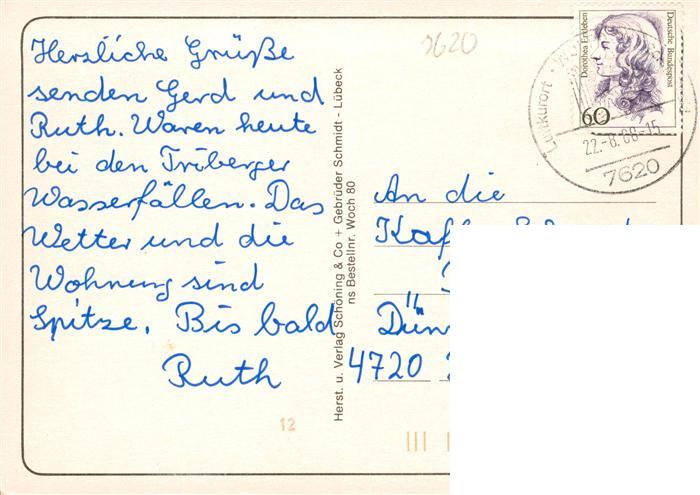 Herzliche Grüße
senden Gerd und
Ruth. Waren heute
bei den Triberger
Wasserfällen. Das
Wetter und die
Wohnung sind
Spitze. Bis bald
Ruth
12
Herst. u. Verlag Schöning & Co + Gebrüder Schmidt - Lübeck
ns Bestellnr. Woch 80
7620
Dorothea Erxleben
Deutsche Bundespost
60
Luftkurort
22.-8.88-15
7620
An die
4720